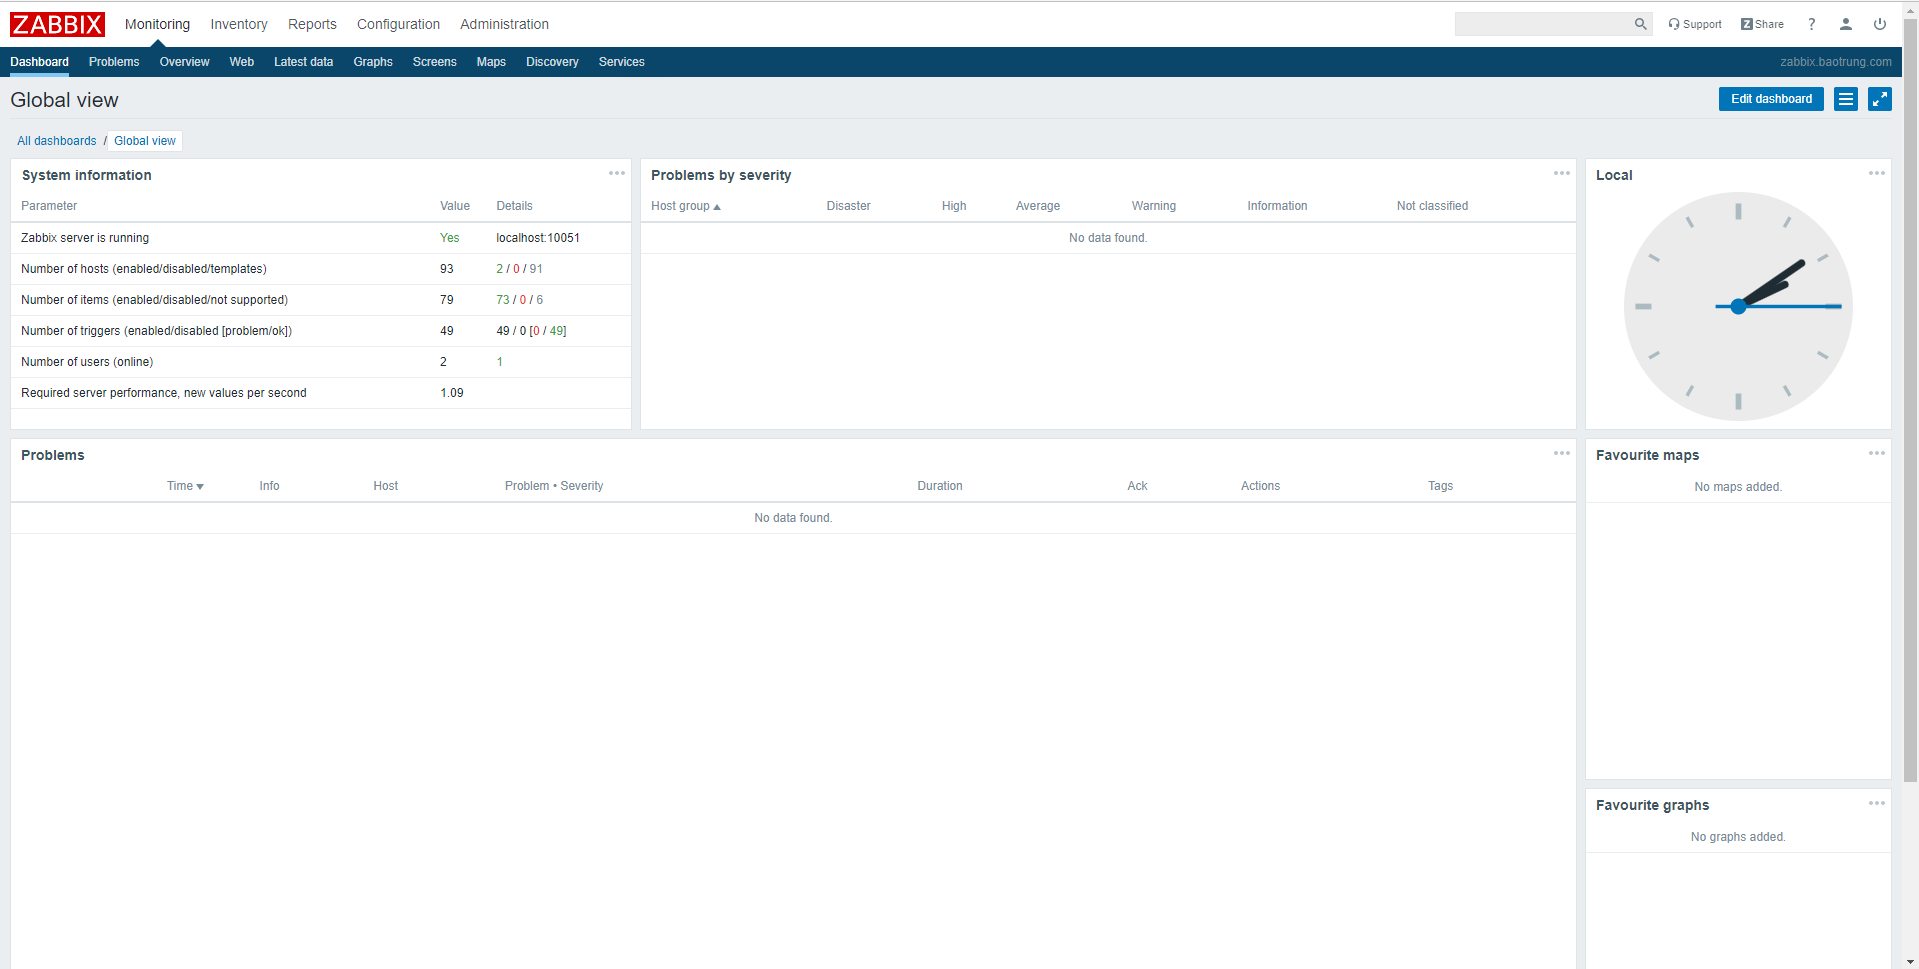 ZABBIX Monitoring Inventory Reports Configuration Administration Support Z Share ?
Dashboard Problems Overview Web Latest data Graphs Screens Maps Discovery Services zabbix.baotrung.com
Global view Edit dashboard
All dashboards / Global view
System information
Parameter Value Details
Zabbix server is running Yes localhost:10051
Number of hosts (enabled/disabled/templates) 93 2 / 0 / 91
Number of items (enabled/disabled/not supported) 79 73 / 0 / 6
Number of triggers (enabled/disabled [problem/ok]) 49 49 / 0 [0 / 49]
Number of users (online) 2 1
Required server performance, new values per second 1.09
Problems by severity
Host group Disaster High Average Warning Information Not classified
No data found.
Local
Problems
Time Info Host Problem • Severity Duration Ack Actions Tags
No data found.
Favourite maps
No maps added.
Favourite graphs
No graphs added.